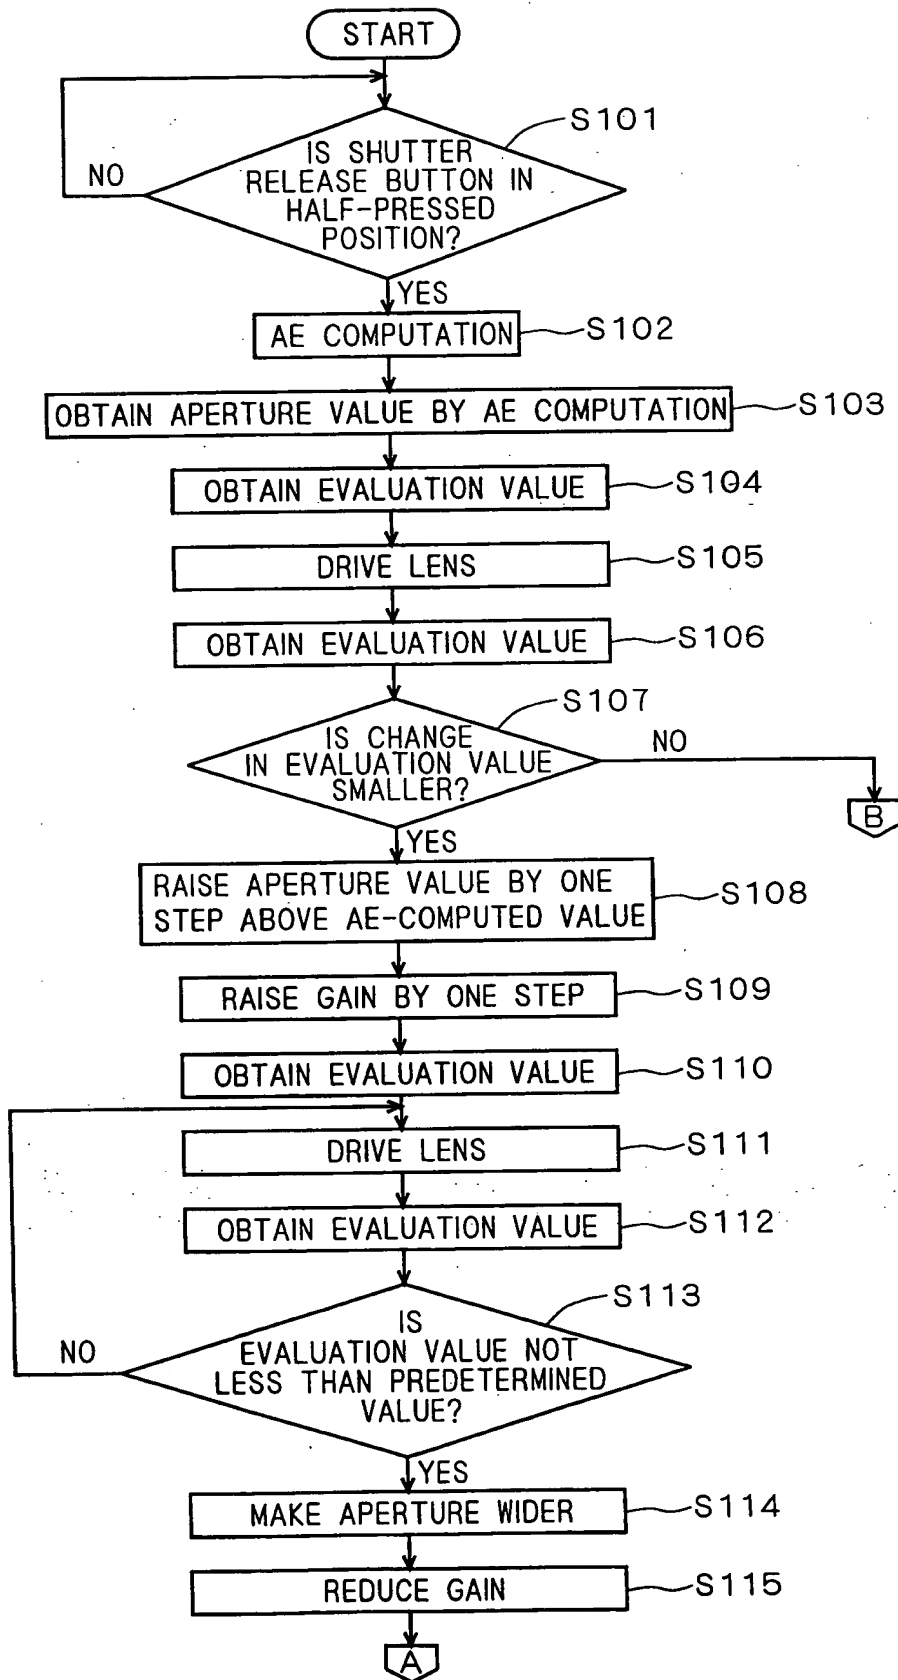 START
S101
IS SHUTTER
RELEASE BUTTON IN
HALF-PRESSED
POSITION?
NO
YES
AE COMPUTATION
S102
OBTAIN APERTURE VALUE BY AE COMPUTATION
S103
OBTAIN EVALUATION VALUE
S104
DRIVE LENS
S105
OBTAIN EVALUATION VALUE
S106
S107
IS CHANGE
IN EVALUATION VALUE
SMALLER?
NO
B
YES
RAISE APERTURE VALUE BY ONE
STEP ABOVE AE-COMPUTED VALUE
S108
RAISE GAIN BY ONE STEP
S109
OBTAIN EVALUATION VALUE
S110
DRIVE LENS
S111
OBTAIN EVALUATION VALUE
S112
S113
IS
EVALUATION VALUE NOT
LESS THAN PREDETERMINED
VALUE?
NO
YES
MAKE APERTURE WIDER
S114
REDUCE GAIN
S115
A